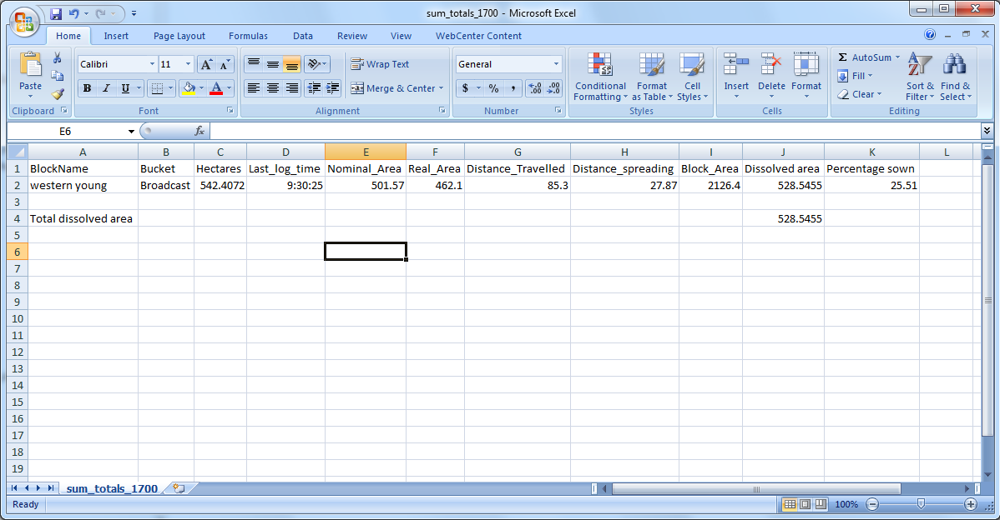 sum_totals_1700 - Microsoft Excel
Home Insert Page Layout Formulas Data Review View WebCenter Content
Calibri 11 Wrap Text General AutoSum
Paste Merge & Center $ % , Conditional Formatting Format as Table Cell Styles Insert Delete Format Fill Clear Sort & Filter Find & Select
B I U A
Clipboard Font Alignment Number Styles Cells Editing
E6 fx
A B C D E F G H I J K L
1 BlockName Bucket Hectares Last_log_time Nominal_Area Real_Area Distance_Travelled Distance_spreading Block_Area Dissolved area Percentage sown
2 western young Broadcast 542.4072 9:30:25 501.57 462.1 85.3 27.87 2126.4 528.5455 25.51
3
4 Total dissolved area 528.5455
5
6
7
8
9
10
11
12
13
14
15
16
17
18
19
sum_totals_1700
Ready 100%